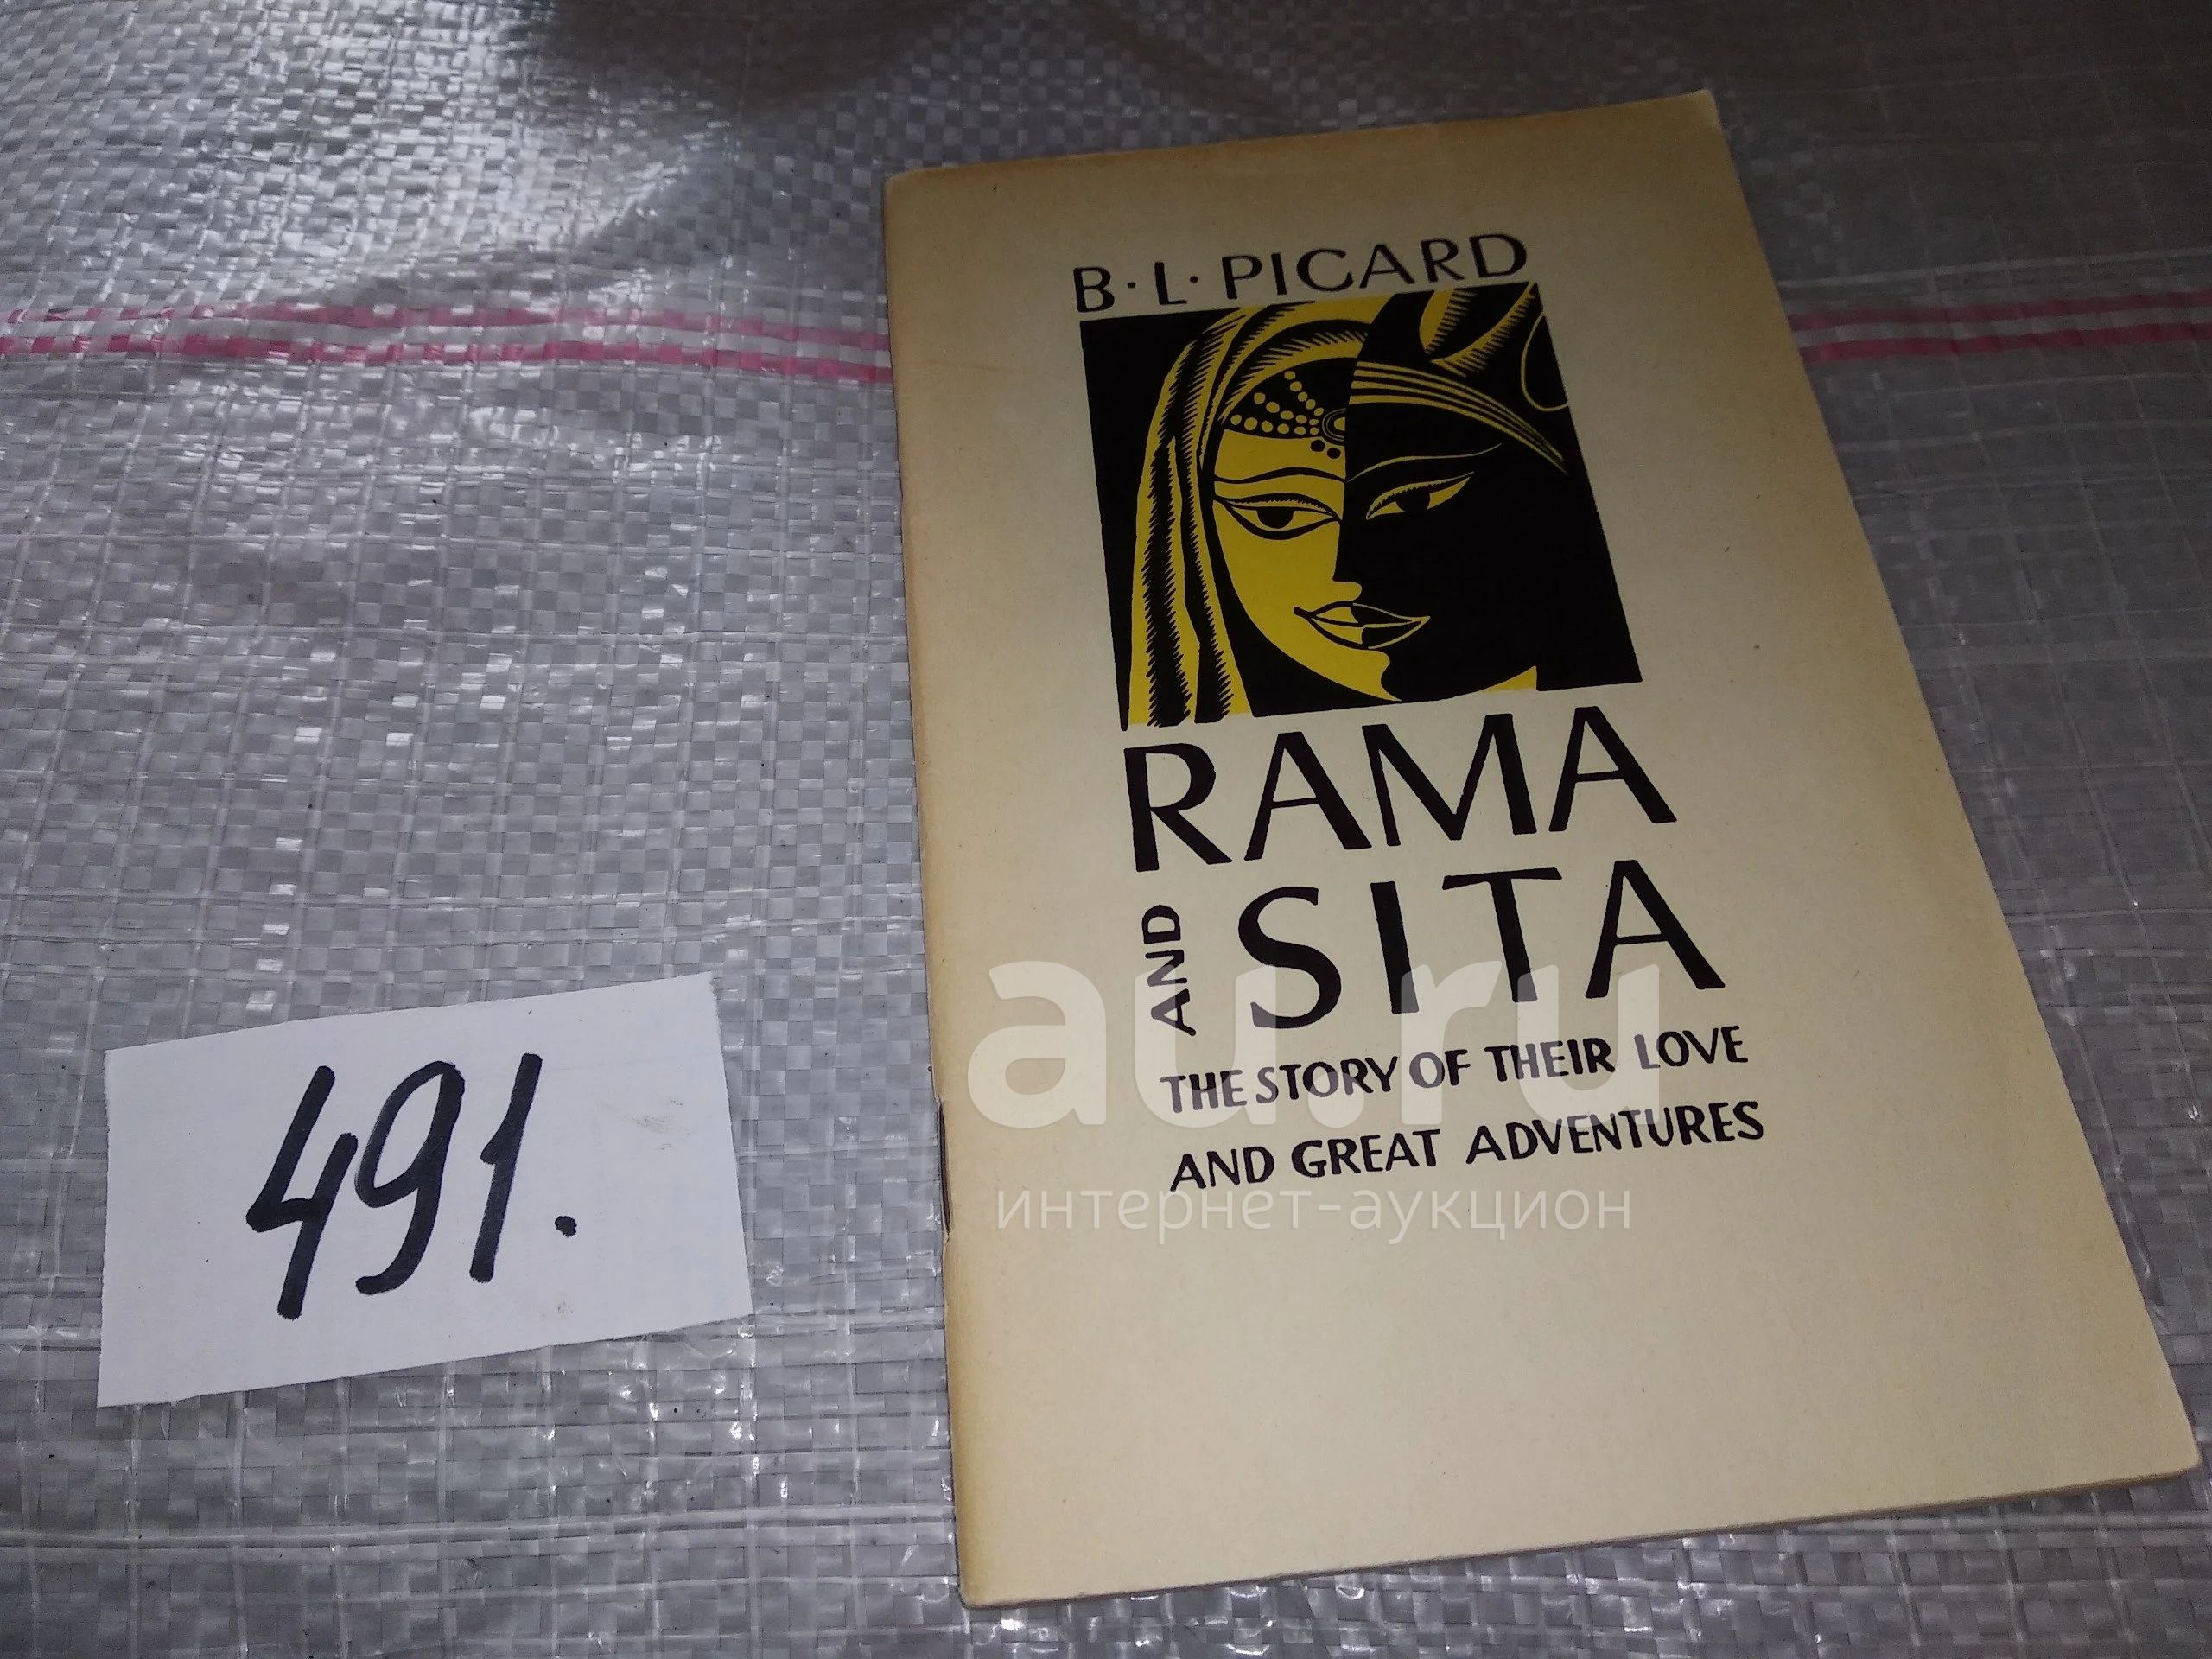 B·L·PICARD
RAMA
AND SITA
THE STORY OF THEIR LOVE
AND GREAT ADVENTURES
au.ru
интернет-аукцион
491.